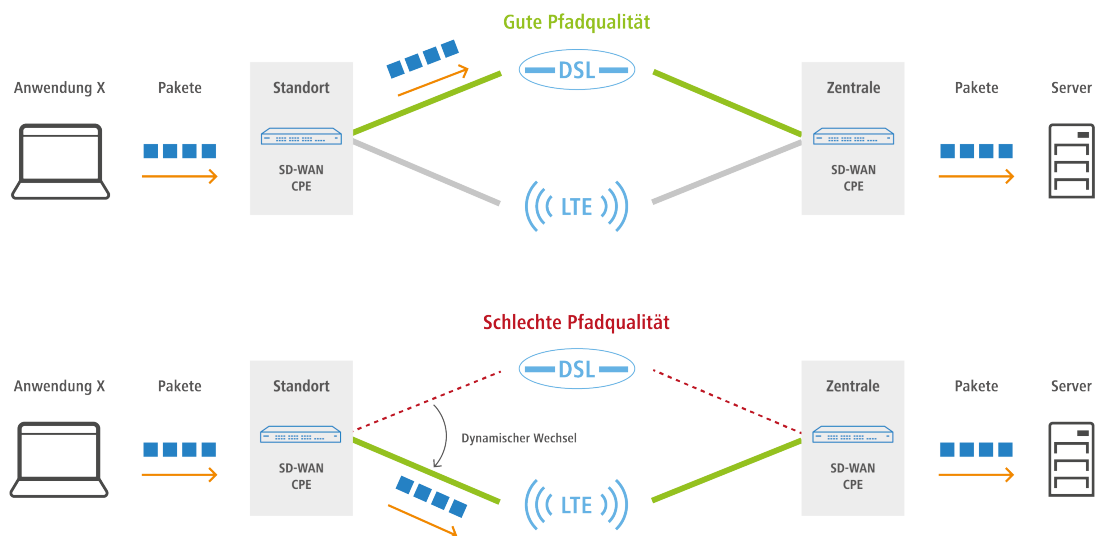 Gute Pfadqualität
DSL
Anwendung X
Pakete
Standort
Zentrale
Pakete
Server
SD-WAN
CPE
SD-WAN
CPE
LTE
Schlechte Pfadqualität
DSL
Anwendung X
Pakete
Standort
Zentrale
Pakete
Server
Dynamischer Wechsel
SD-WAN
CPE
SD-WAN
CPE
LTE